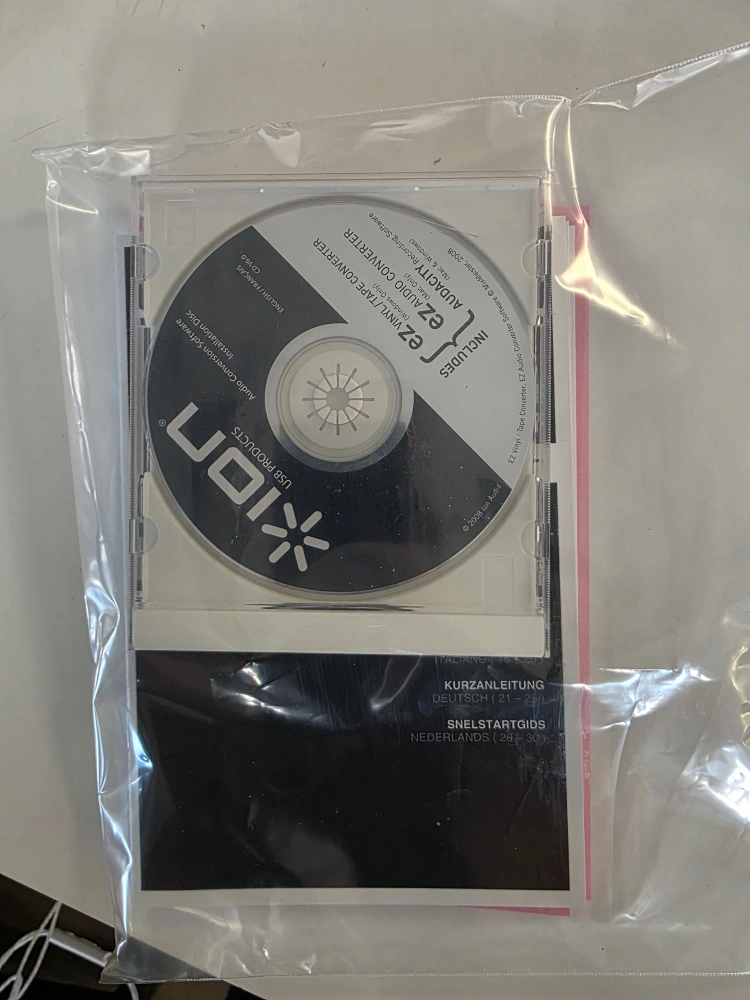 ION®
USB PRODUCTS
Audio Conversion Software
Installation Disc
ENGLISH / FRANÇAIS
CD V6.0
INCLUDES
EZ VINYL/TAPE CONVERTER
(Windows Only)
EZ AUDIO CONVERTER
(Mac Only)
AUDACITY Recording Software
(Mac & Windows)
EZ Vinyl / Tape Converter, EZ Audio Converter Software © MixMeister, 2008
© 2008 Ion Audio
ITALIANO
KURZANLEITUNG
DEUTSCH ( 21 – 25 )
SNELSTARTGIDS
NEDERLANDS ( 26 – 30 )